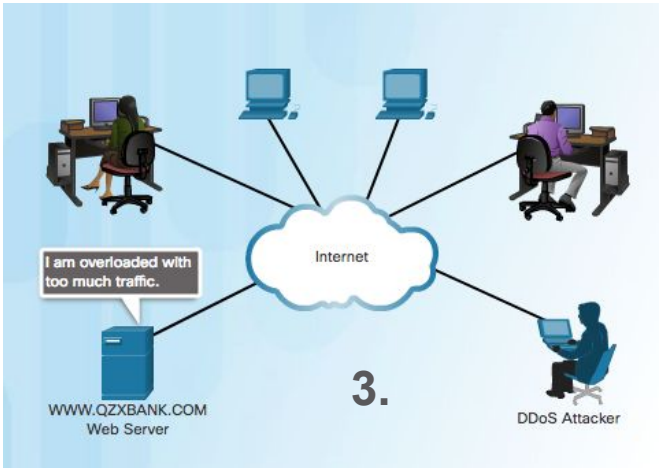 Internet
I am overloaded with
too much traffic.
3.
WWW.QZXBANK.COM
Web Server
DDoS Attacker